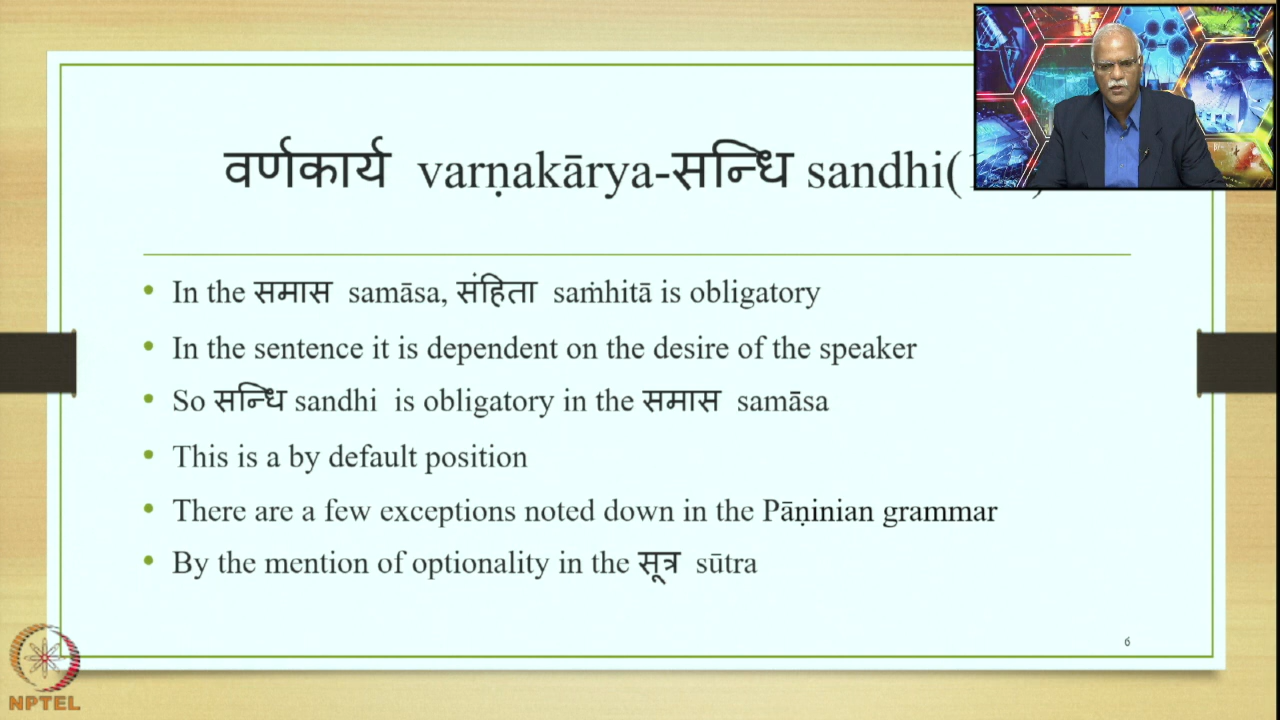 वर्णकार्य varṇakārya-सन्धि sandhi(
In the समास samāsa, संहिता saṁhitā is obligatory
In the sentence it is dependent on the desire of the speaker
So सन्धि sandhi is obligatory in the समास samāsa
This is a by default position
There are a few exceptions noted down in the Pāṇinian grammar
By the mention of optionality in the सूत्र sūtra
६
NPTEL